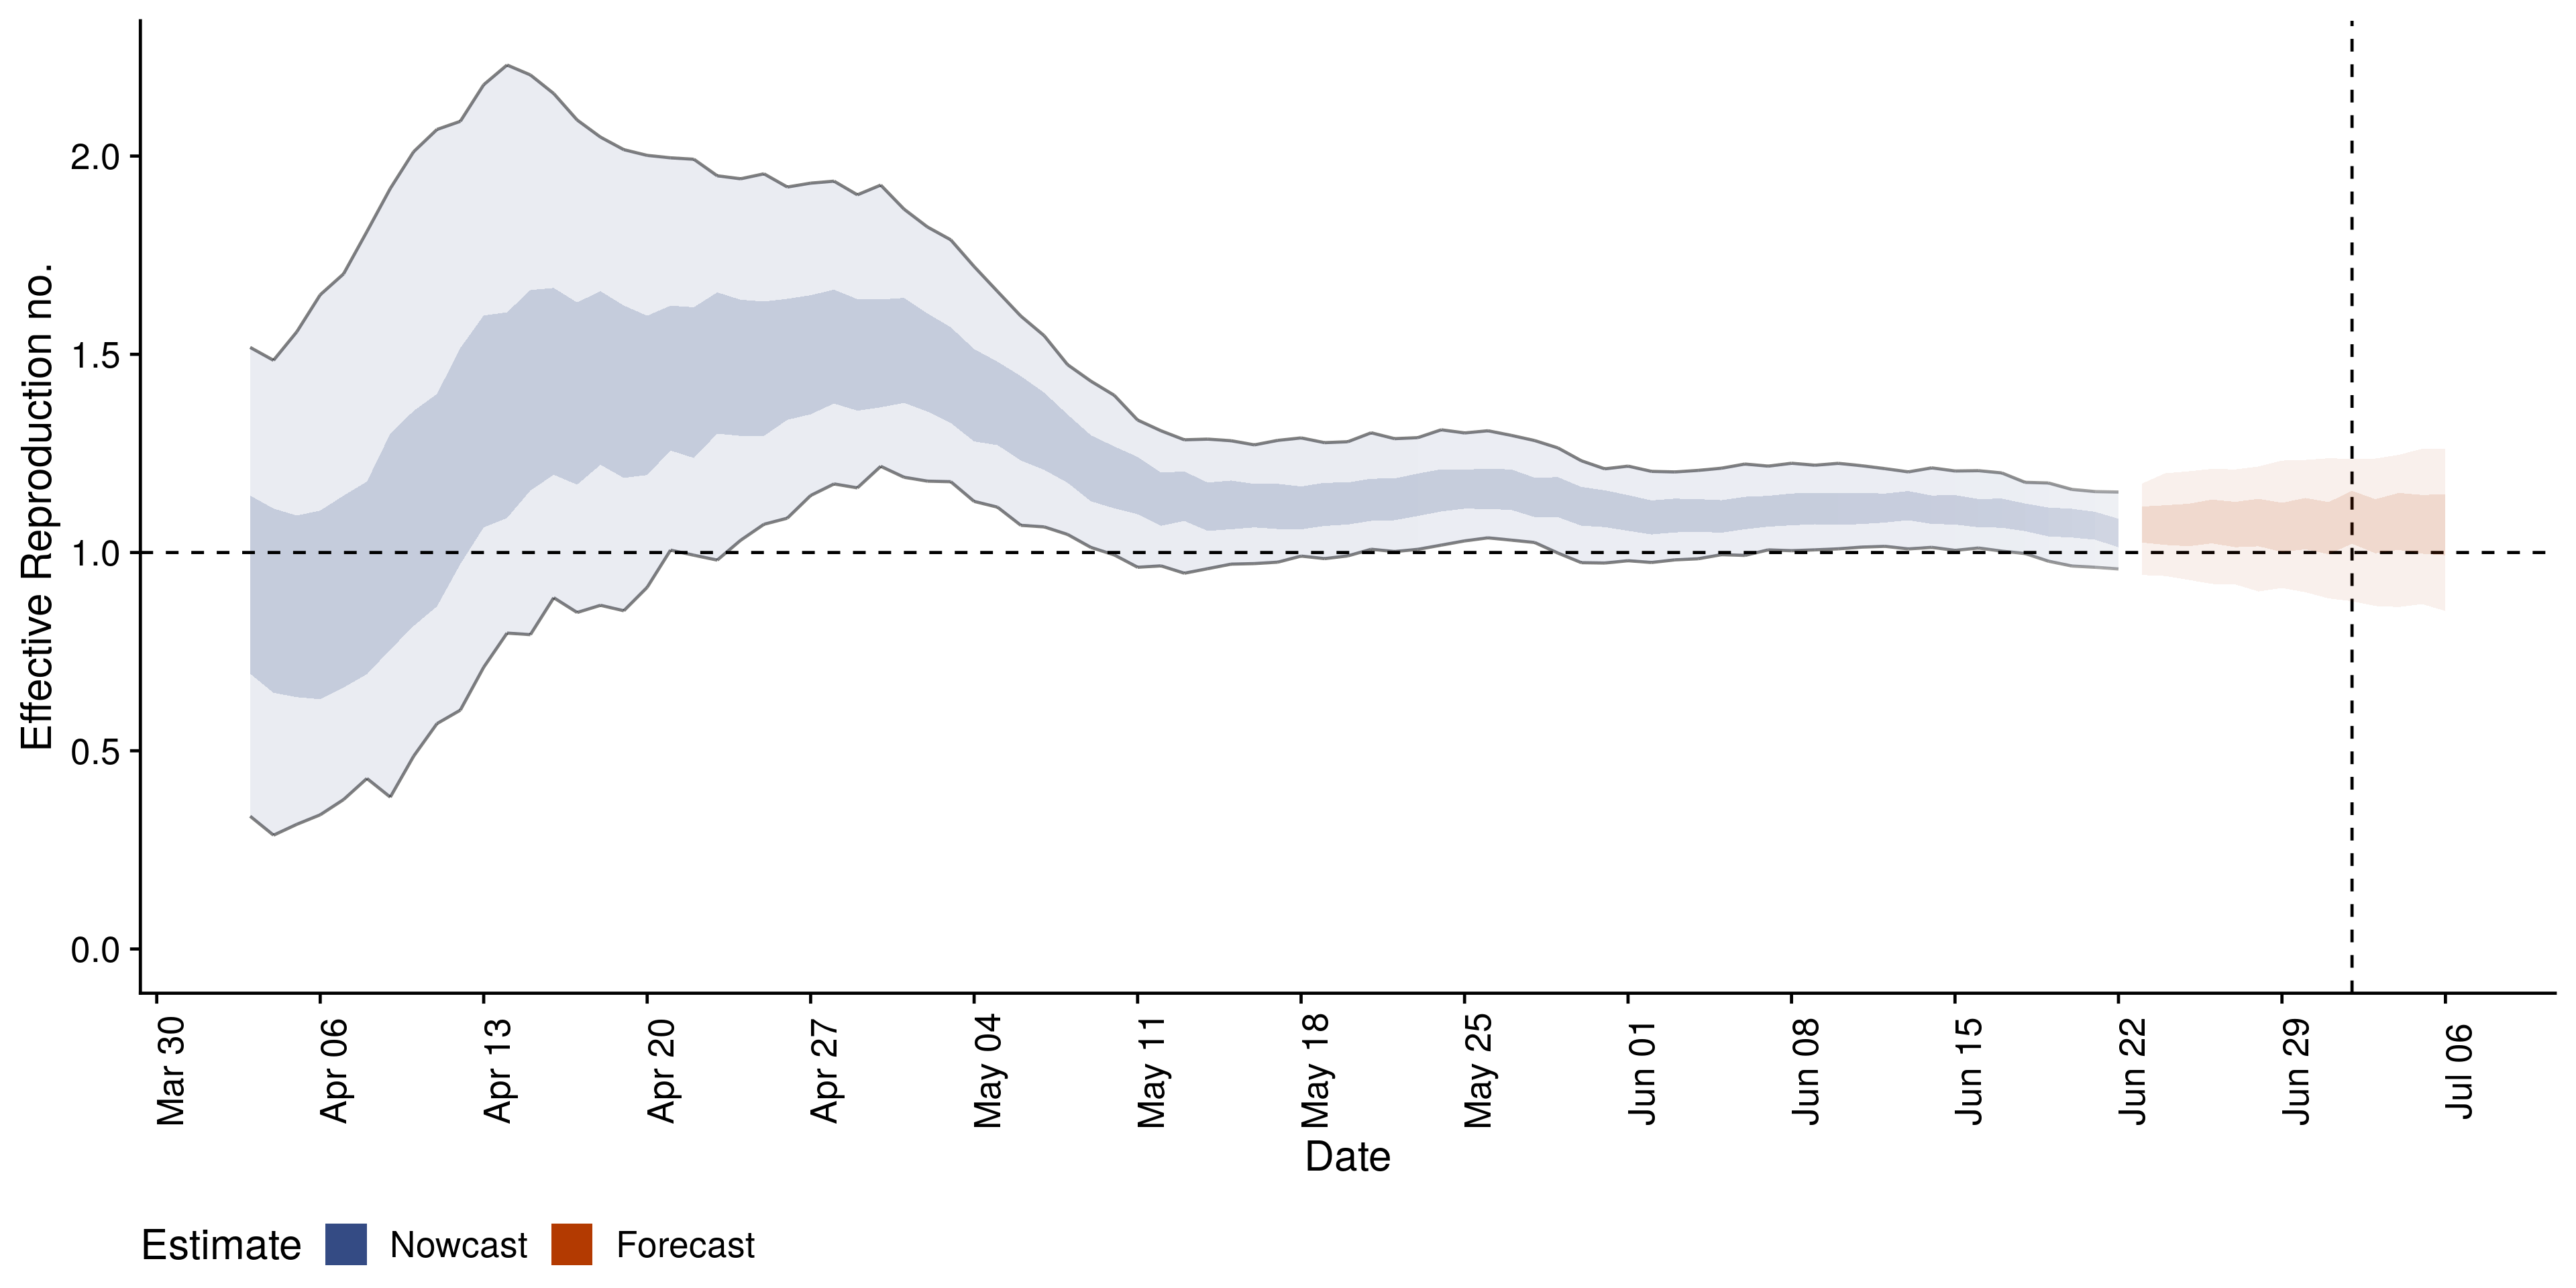 Effective Reproduction no.
2.0
1.5
1.0
0.5
0.0
Mar 30
Apr 06
Apr 13
Apr 20
Apr 27
May 04
May 11
May 18
May 25
Jun 01
Jun 08
Jun 15
Jun 22
Jun 29
Jul 06
Date
Estimate Nowcast Forecast